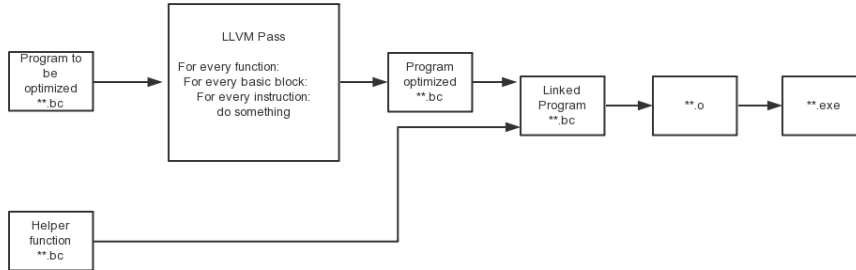 Program to
be
optimized
**.bc
LLVM Pass
For every function:
For every basic block:
For every instruction:
do something
Program
optimized
**.bc
Linked
Program
**.bc
**.o
**.exe
Helper
function
**.bc